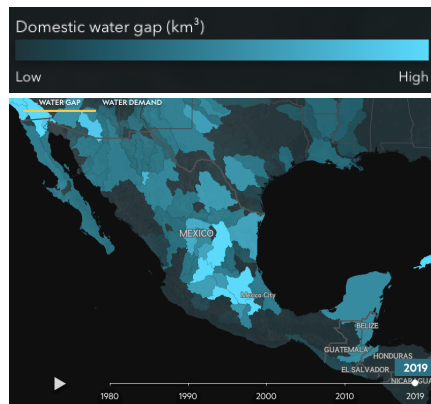 Domestic water gap (km³)
Low High
WATER GAP WATER DEMAND
MEXICO
Mexico City
BELIZE
GUATEMALA
HONDURAS
EL SALVADOR
2019
NICARAGU
1980 1990 2000 2010 2019